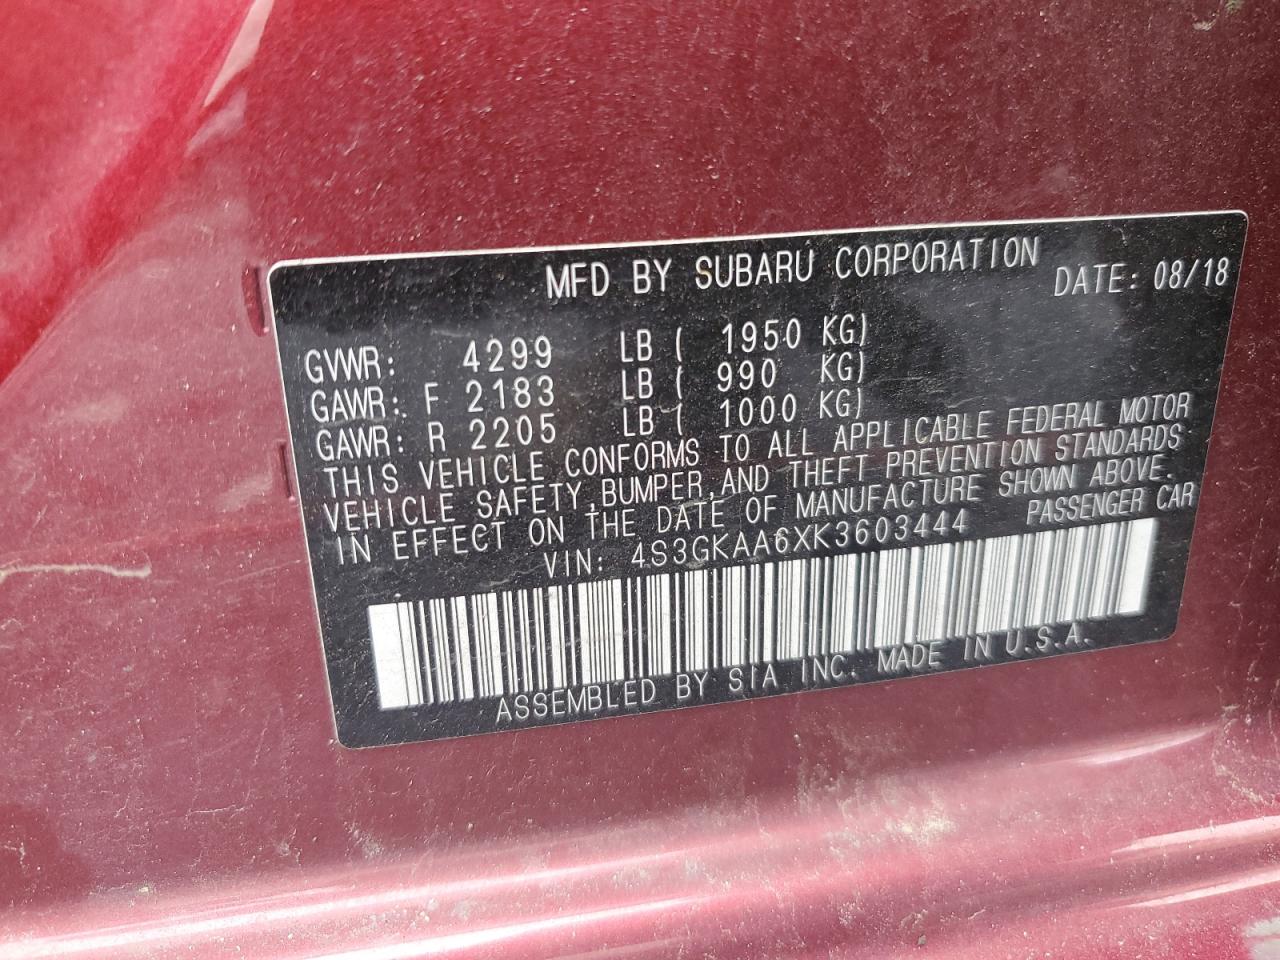 MFD BY SUBARU CORPORATION DATE: 08/18
GVWR: 4299 LB ( 1950 KG)
GAWR: F 2183 LB ( 990 KG)
GAWR: R 2205 LB ( 1000 KG)
THIS VEHICLE CONFORMS TO ALL APPLICABLE FEDERAL MOTOR
VEHICLE SAFETY,BUMPER,AND THEFT PREVENTION STANDARDS
IN EFFECT ON THE DATE OF MANUFACTURE SHOWN ABOVE.
VIN: 4S3GKAA6XK3603444 PASSENGER CAR
ASSEMBLED BY SIA INC. MADE IN U.S.A.